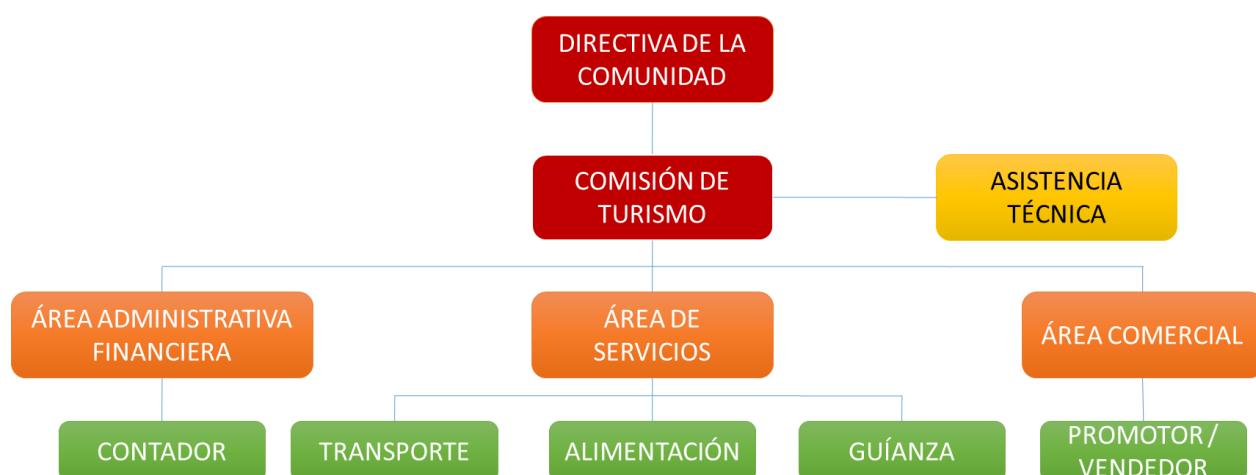 DIRECTIVA DE LA
COMUNIDAD
COMISIÓN DE
TURISMO
ASISTENCIA
TÉCNICA
ÁREA ADMINISTRATIVA
FINANCIERA
ÁREA DE
SERVICIOS
ÁREA COMERCIAL
CONTADOR
TRANSPORTE
ALIMENTACIÓN
GUÍANZA
PROMOTOR /
VENDEDOR